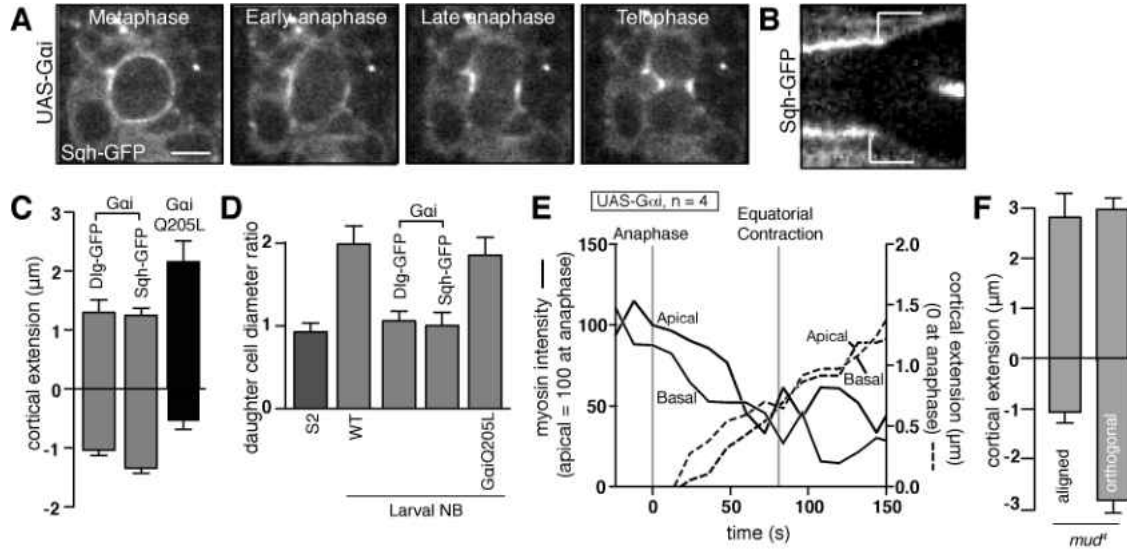 A
Metaphase
Early anaphase
Late anaphase
Telophase
UAS-Gαi
Sqh-GFP
B
Sqh-GFP
C
Gαi
Gαi
Q205L
Dlg-GFP
Sqh-GFP
cortical extension (μm)
3
2
1
0
-1
-2
D
Gαi
Dlg-GFP
Sqh-GFP
daughter cell diameter ratio
2
1
0
S2
WT
GαiQ205L
Larval NB
E
UAS-Gαi, n = 4
Anaphase
Equatorial
Contraction
myosin intensity
(apical = 100 at anaphase)
150
100
50
0
Apical
Basal
Apical
Basal
2.0
1.5
1.0
0.5
0.0
cortical extension (μm)
(0 at anaphase)
0
50
100
150
time (s)
F
cortical extension (μm)
3
2
1
0
-1
-2
-3
aligned
orthogonal